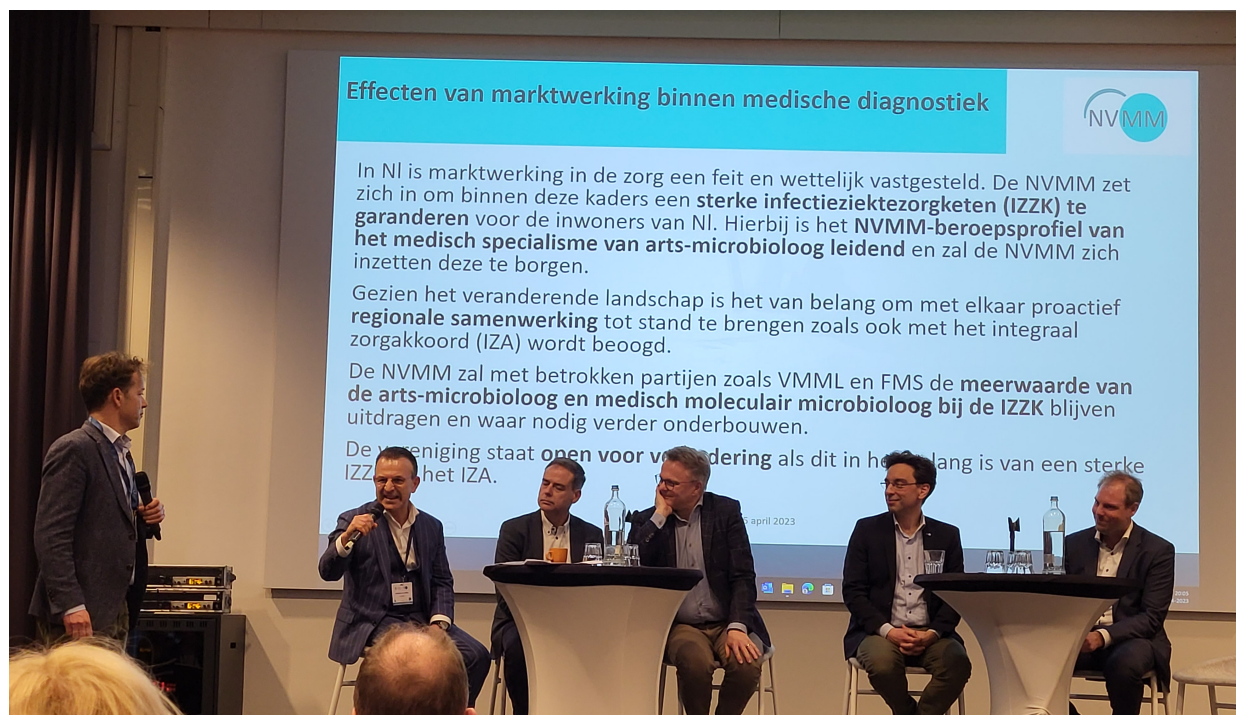 Effecten van marktwerking binnen medische diagnostiek
NVMM
In Nl is marktwerking in de zorg een feit en wettelijk vastgesteld. De NVMM zet
zich in om binnen deze kaders een sterke infectieziektezorgketen (IZZK) te
garanderen voor de inwoners van Nl. Hierbij is het NVMM-beroepsprofiel van
het medisch specialisme van arts-microbioloog leidend en zal de NVMM zich
inzetten deze te borgen.
Gezien het veranderende landschap is het van belang om met elkaar proactief
regionale samenwerking tot stand te brengen zoals ook met het integraal
zorgakkoord (IZA) wordt beoogd.
De NVMM zal met betrokken partijen zoals VMML en FMS de meerwaarde van
de arts-microbioloog en medisch moleculair microbioloog bij de IZZK blijven
uitdragen en waar nodig verder onderbouwen.
De vereniging staat open voor verandering als dit in het belang is van een sterke
het IZA.
april 2023
20:05